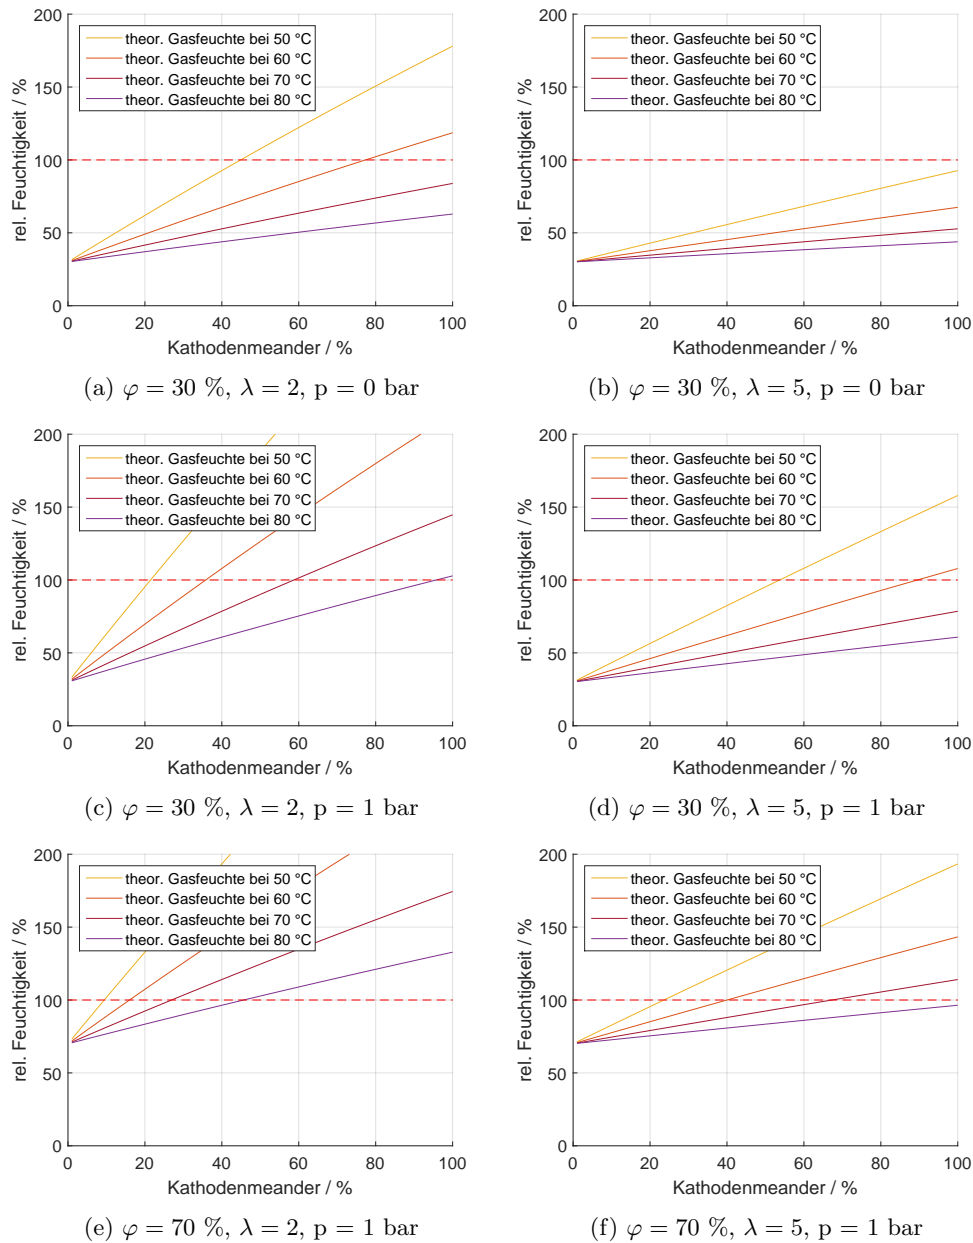 200
150
100
50
0
rel. Feuchtigkeit / %
theor. Gasfeuchte bei 50 °C
theor. Gasfeuchte bei 60 °C
theor. Gasfeuchte bei 70 °C
theor. Gasfeuchte bei 80 °C
0 20 40 60 80 100
Kathodenmeander / %
(a) φ = 30 %, λ = 2, p = 0 bar
200
150
100
50
0
rel. Feuchtigkeit / %
theor. Gasfeuchte bei 50 °C
theor. Gasfeuchte bei 60 °C
theor. Gasfeuchte bei 70 °C
theor. Gasfeuchte bei 80 °C
0 20 40 60 80 100
Kathodenmeander / %
(b) φ = 30 %, λ = 5, p = 0 bar
200
150
100
50
0
rel. Feuchtigkeit / %
theor. Gasfeuchte bei 50 °C
theor. Gasfeuchte bei 60 °C
theor. Gasfeuchte bei 70 °C
theor. Gasfeuchte bei 80 °C
0 20 40 60 80 100
Kathodenmeander / %
(c) φ = 30 %, λ = 2, p = 1 bar
200
150
100
50
0
rel. Feuchtigkeit / %
theor. Gasfeuchte bei 50 °C
theor. Gasfeuchte bei 60 °C
theor. Gasfeuchte bei 70 °C
theor. Gasfeuchte bei 80 °C
0 20 40 60 80 100
Kathodenmeander / %
(d) φ = 30 %, λ = 5, p = 1 bar
200
150
100
50
0
rel. Feuchtigkeit / %
theor. Gasfeuchte bei 50 °C
theor. Gasfeuchte bei 60 °C
theor. Gasfeuchte bei 70 °C
theor. Gasfeuchte bei 80 °C
0 20 40 60 80 100
Kathodenmeander / %
(e) φ = 70 %, λ = 2, p = 1 bar
200
150
100
50
0
rel. Feuchtigkeit / %
theor. Gasfeuchte bei 50 °C
theor. Gasfeuchte bei 60 °C
theor. Gasfeuchte bei 70 °C
theor. Gasfeuchte bei 80 °C
0 20 40 60 80 100
Kathodenmeander / %
(f) φ = 70 %, λ = 5, p = 1 bar